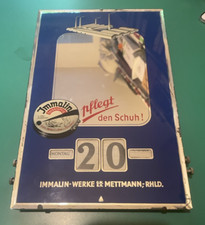 Immalin
pflegt
den Schuh!
20
IMMALIN-WERKE METTMANN, RHLD.